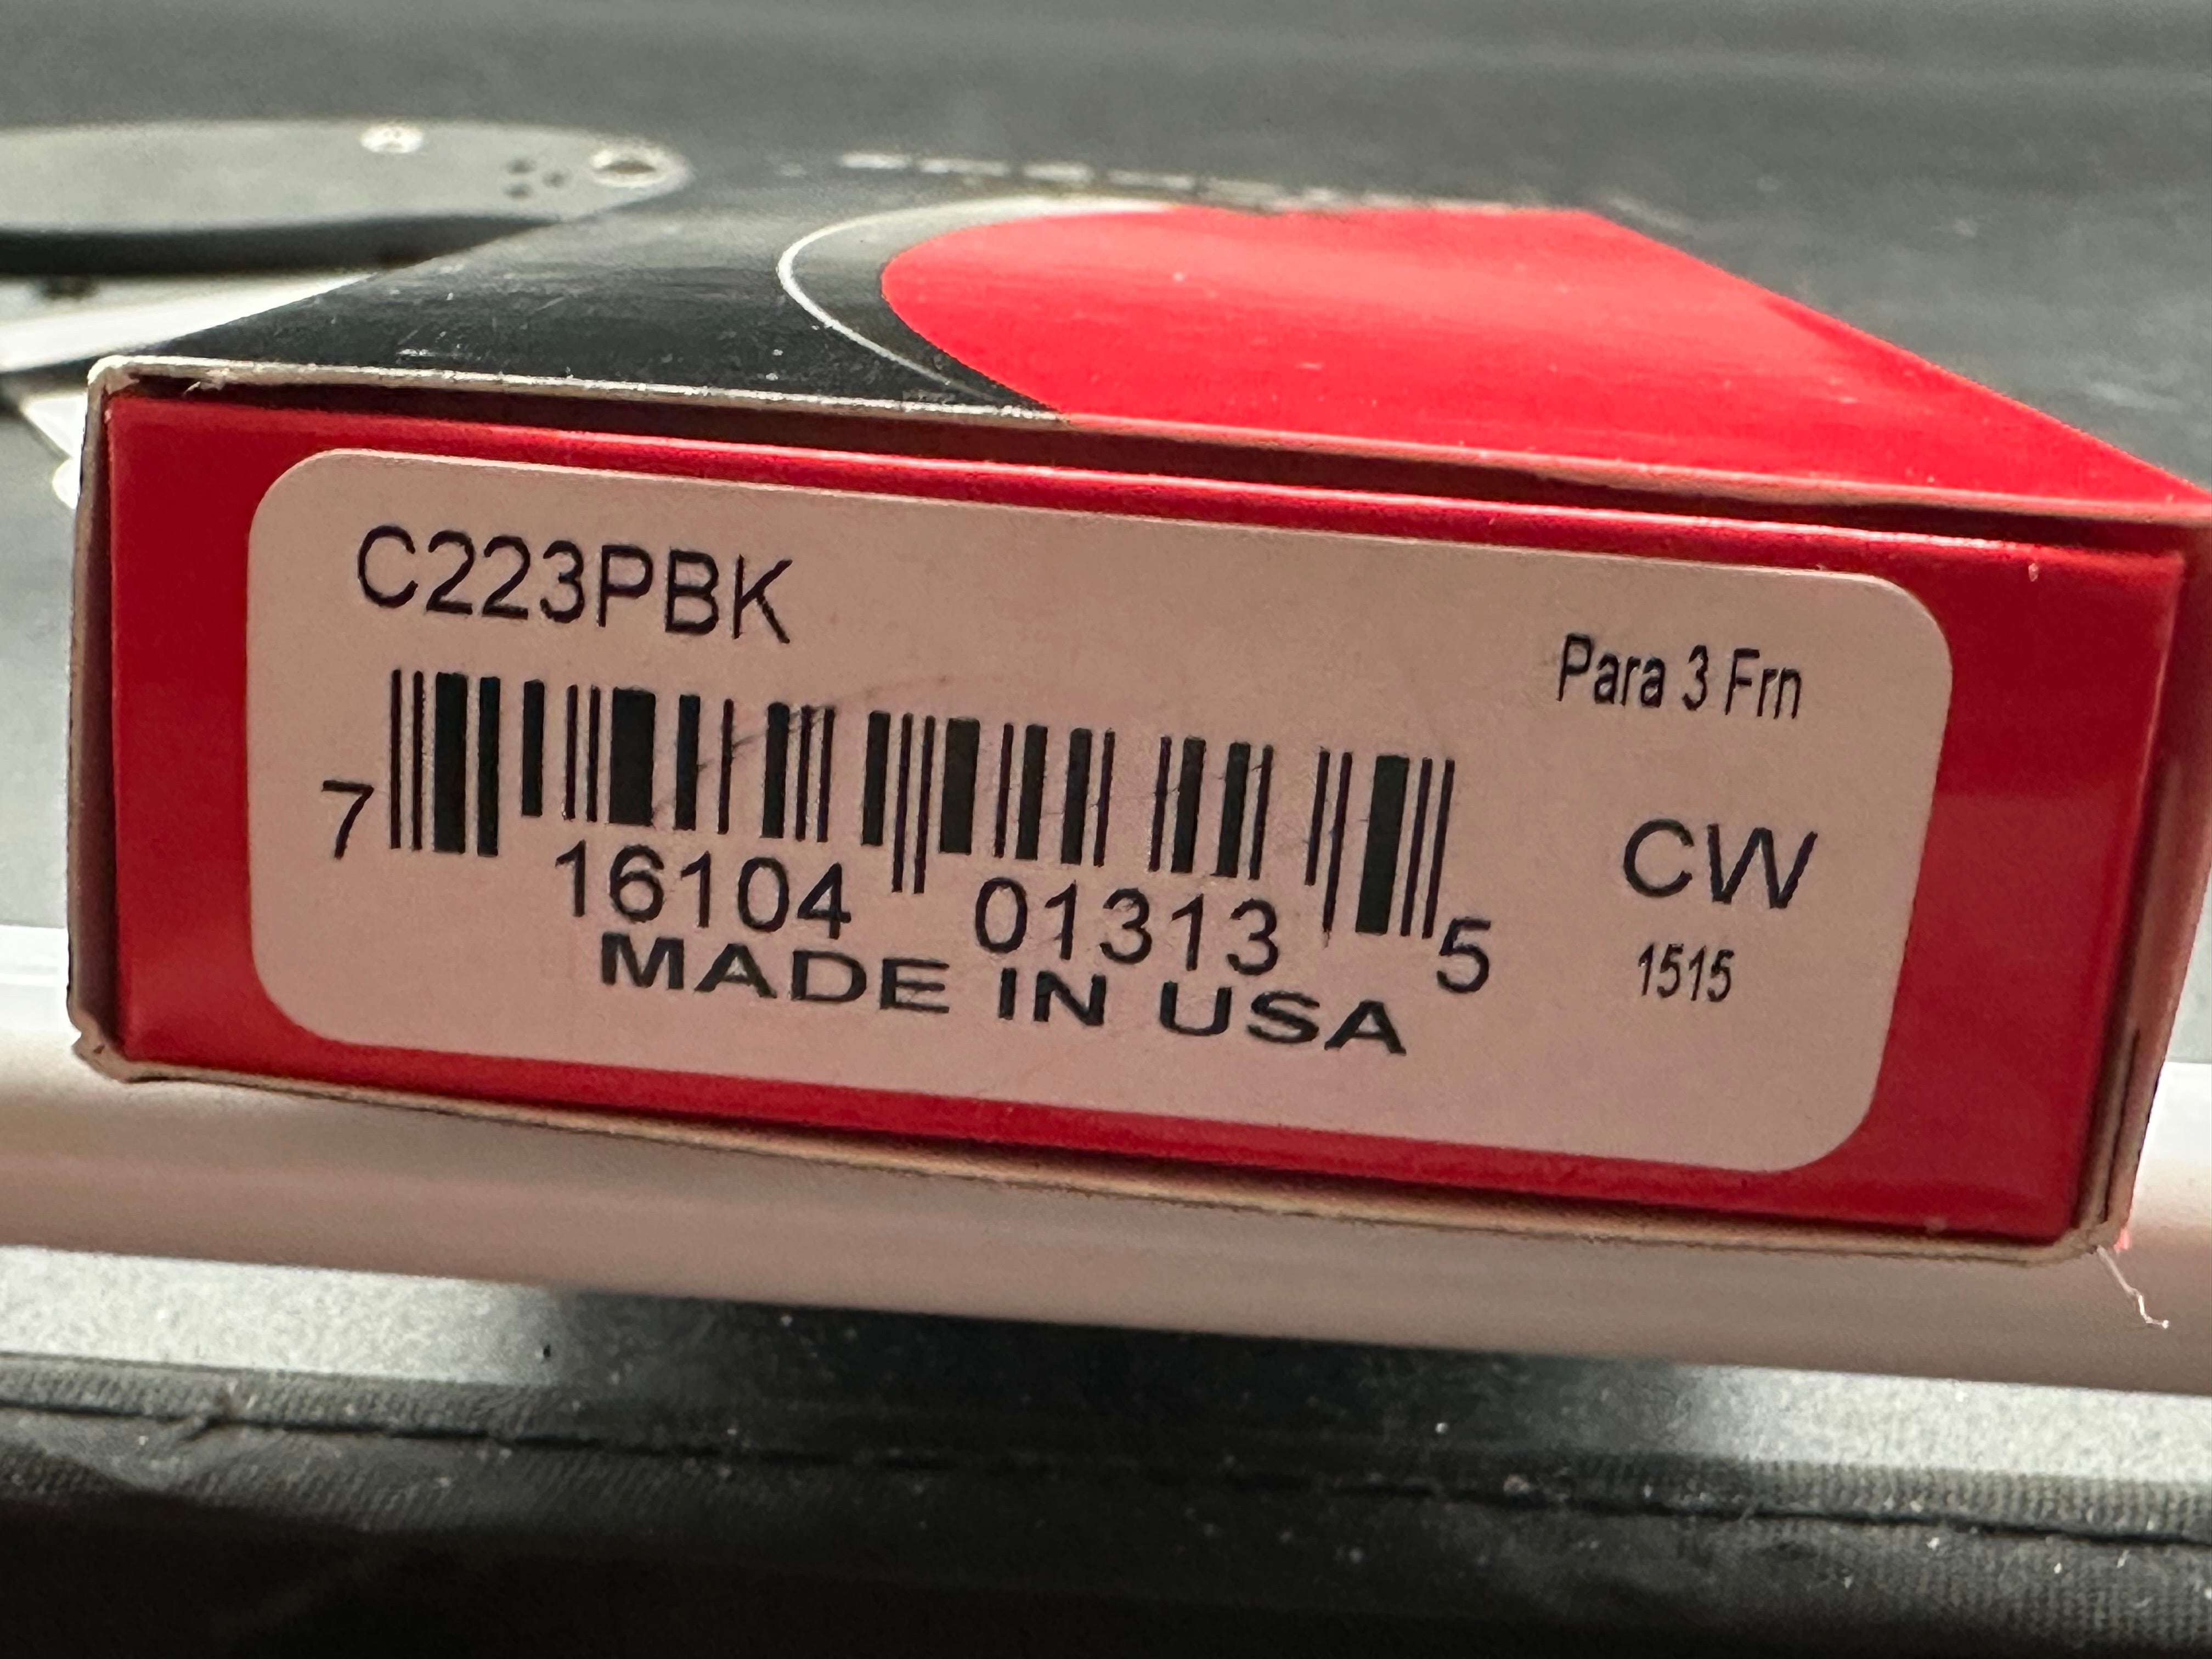 C223PBK
Para 3 Frn
7 16104 01313 5
CW
MADE IN USA
1515